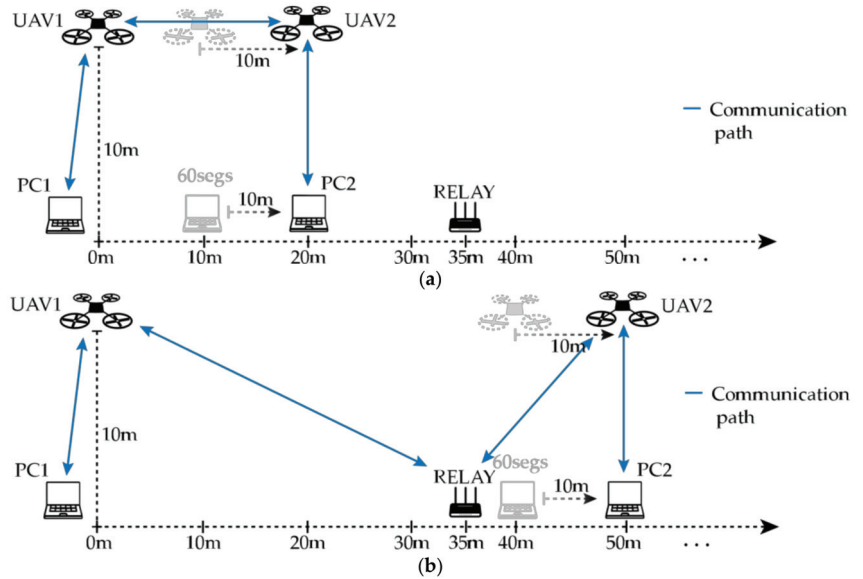 UAV1
UAV2
10m
10m
Communication
path
PC1
60segs
10m
PC2
RELAY
0m
10m
20m
30m
35m
40m
50m
...
(a)
UAV1
UAV2
10m
10m
Communication
path
PC1
RELAY
60segs
10m
PC2
0m
10m
20m
30m
35m
40m
50m
...
(b)